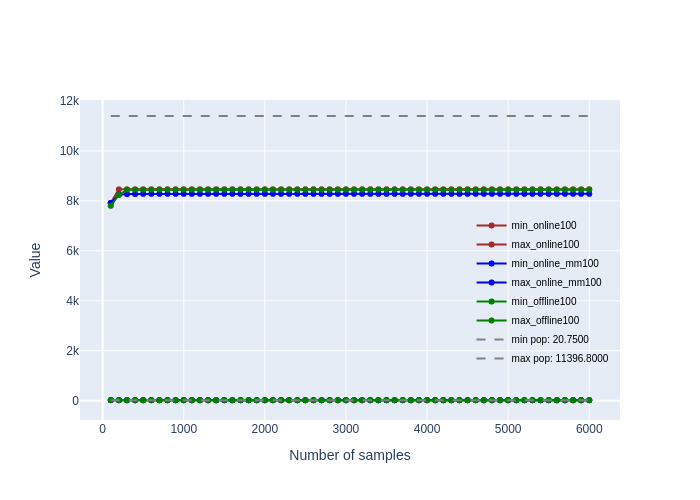 12k
10k
8k
6k
4k
2k
0
Value
min_online100
max_online100
min_online_mm100
max_online_mm100
min_offline100
max_offline100
min pop: 20.7500
max pop: 11396.8000
0 1000 2000 3000 4000 5000 6000
Number of samples